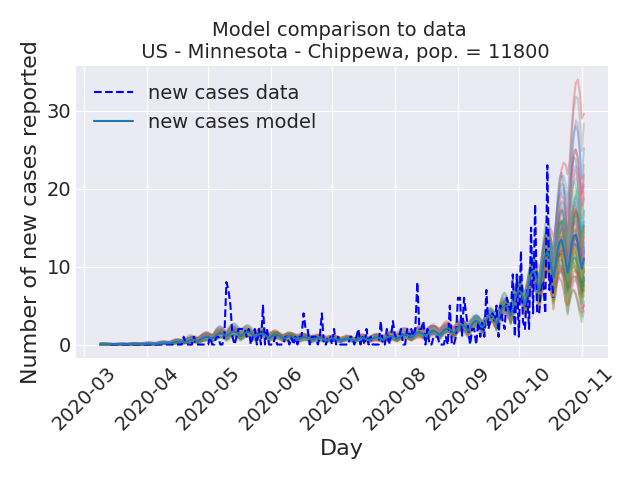 Model comparison to data
US - Minnesota - Chippewa, pop. = 11800
Number of new cases reported
30
20
10
0
new cases data
new cases model
2020-03
2020-04
2020-05
2020-06
2020-07
2020-08
2020-09
2020-10
2020-11
Day